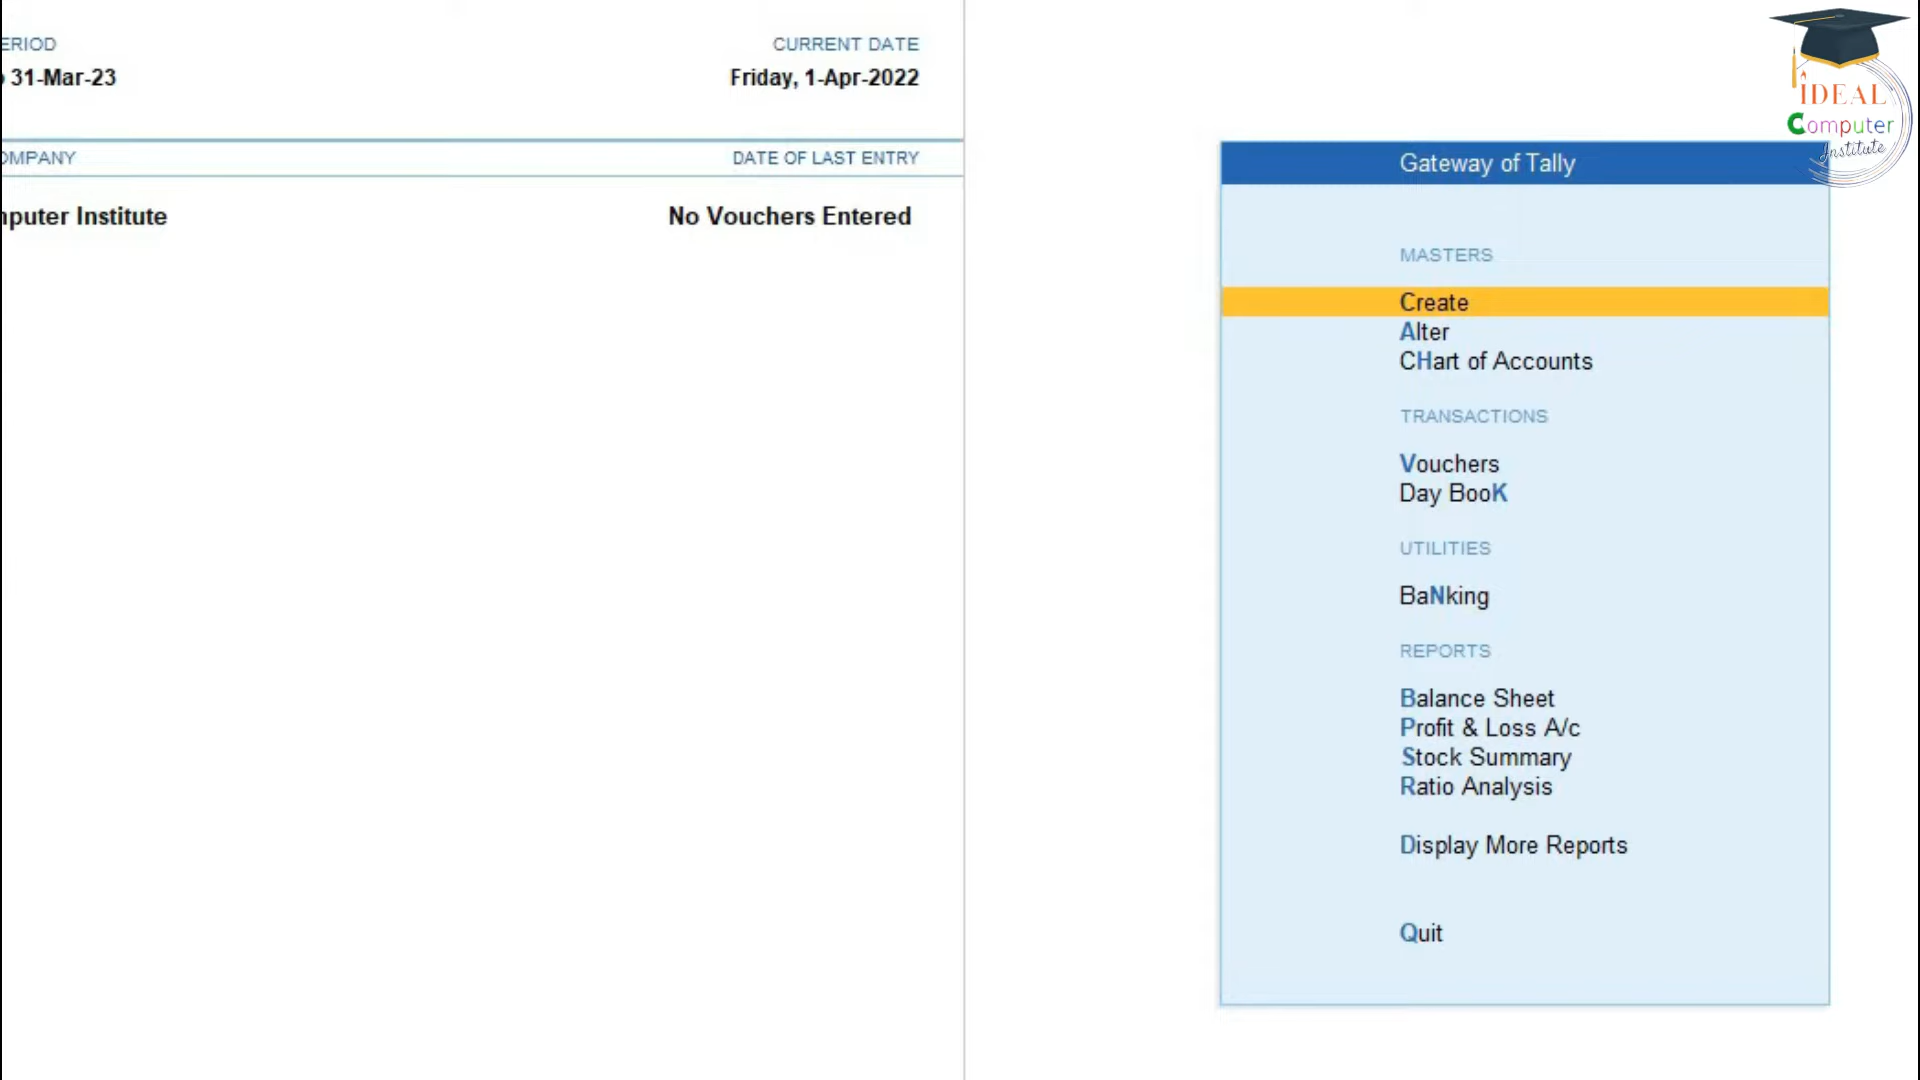 ERIOD
31-Mar-23
CURRENT DATE
Friday, 1-Apr-2022
OMPANY
DATE OF LAST ENTRY
mputer Institute
No Vouchers Entered
IDEAL
Computer
Institute
Gateway of Tally
MASTERS
Create
Alter
CHart of Accounts
TRANSACTIONS
Vouchers
Day BooK
UTILITIES
BaNking
REPORTS
Balance Sheet
Profit & Loss A/c
Stock Summary
Ratio Analysis
Display More Reports
Quit